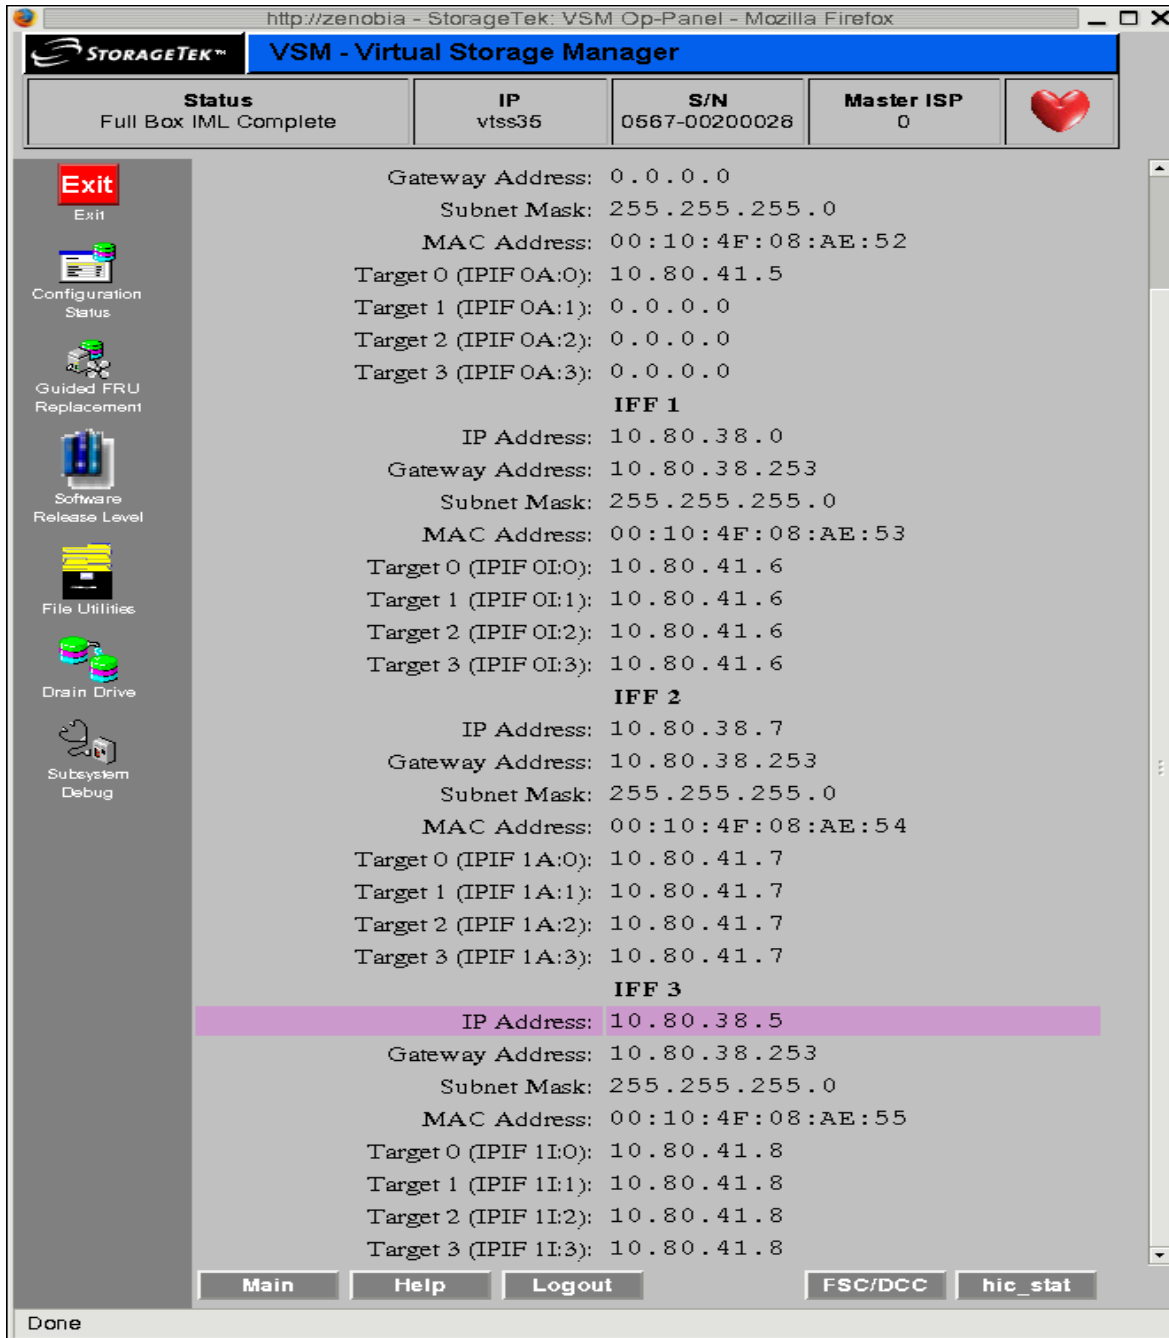 http://zenobia - StorageTek: VSM Op-Panel - Mozilla Firefox
STORAGETEK™ VSM - Virtual Storage Manager
Status IP S/N Master ISP
Full Box IML Complete vtss35 0567-00200028 0
Exit
Exit
Configuration
Status
Guided FRU
Replacement
Software
Release Level
File Utilities
Drain Drive
Subsystem
Debug
Gateway Address: 0.0.0.0
Subnet Mask: 255.255.255.0
MAC Address: 00:10:4F:08:AE:52
Target 0 (IPIF 0A:0): 10.80.41.5
Target 1 (IPIF 0A:1): 0.0.0.0
Target 2 (IPIF 0A:2): 0.0.0.0
Target 3 (IPIF 0A:3): 0.0.0.0
IFF 1
IP Address: 10.80.38.0
Gateway Address: 10.80.38.253
Subnet Mask: 255.255.255.0
MAC Address: 00:10:4F:08:AE:53
Target 0 (IPIF 0I:0): 10.80.41.6
Target 1 (IPIF 0I:1): 10.80.41.6
Target 2 (IPIF 0I:2): 10.80.41.6
Target 3 (IPIF 0I:3): 10.80.41.6
IFF 2
IP Address: 10.80.38.7
Gateway Address: 10.80.38.253
Subnet Mask: 255.255.255.0
MAC Address: 00:10:4F:08:AE:54
Target 0 (IPIF 1A:0): 10.80.41.7
Target 1 (IPIF 1A:1): 10.80.41.7
Target 2 (IPIF 1A:2): 10.80.41.7
Target 3 (IPIF 1A:3): 10.80.41.7
IFF 3
IP Address: 10.80.38.5
Gateway Address: 10.80.38.253
Subnet Mask: 255.255.255.0
MAC Address: 00:10:4F:08:AE:55
Target 0 (IPIF 1I:0): 10.80.41.8
Target 1 (IPIF 1I:1): 10.80.41.8
Target 2 (IPIF 1I:2): 10.80.41.8
Target 3 (IPIF 1I:3): 10.80.41.8
Main Help Logout FSC/DCC hic_stat
Done